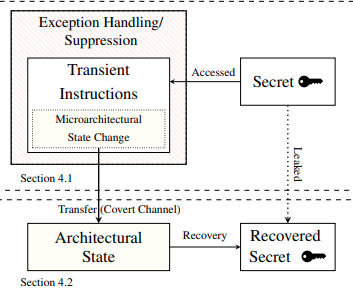 Exception Handling/
Suppression
Transient
Instructions
Microarchitectural
State Change
Accessed
Secret
Section 4.1
Leaked
Transfer (Covert Channel)
Architectural
State
Recovery
Recovered
Secret
Section 4.2